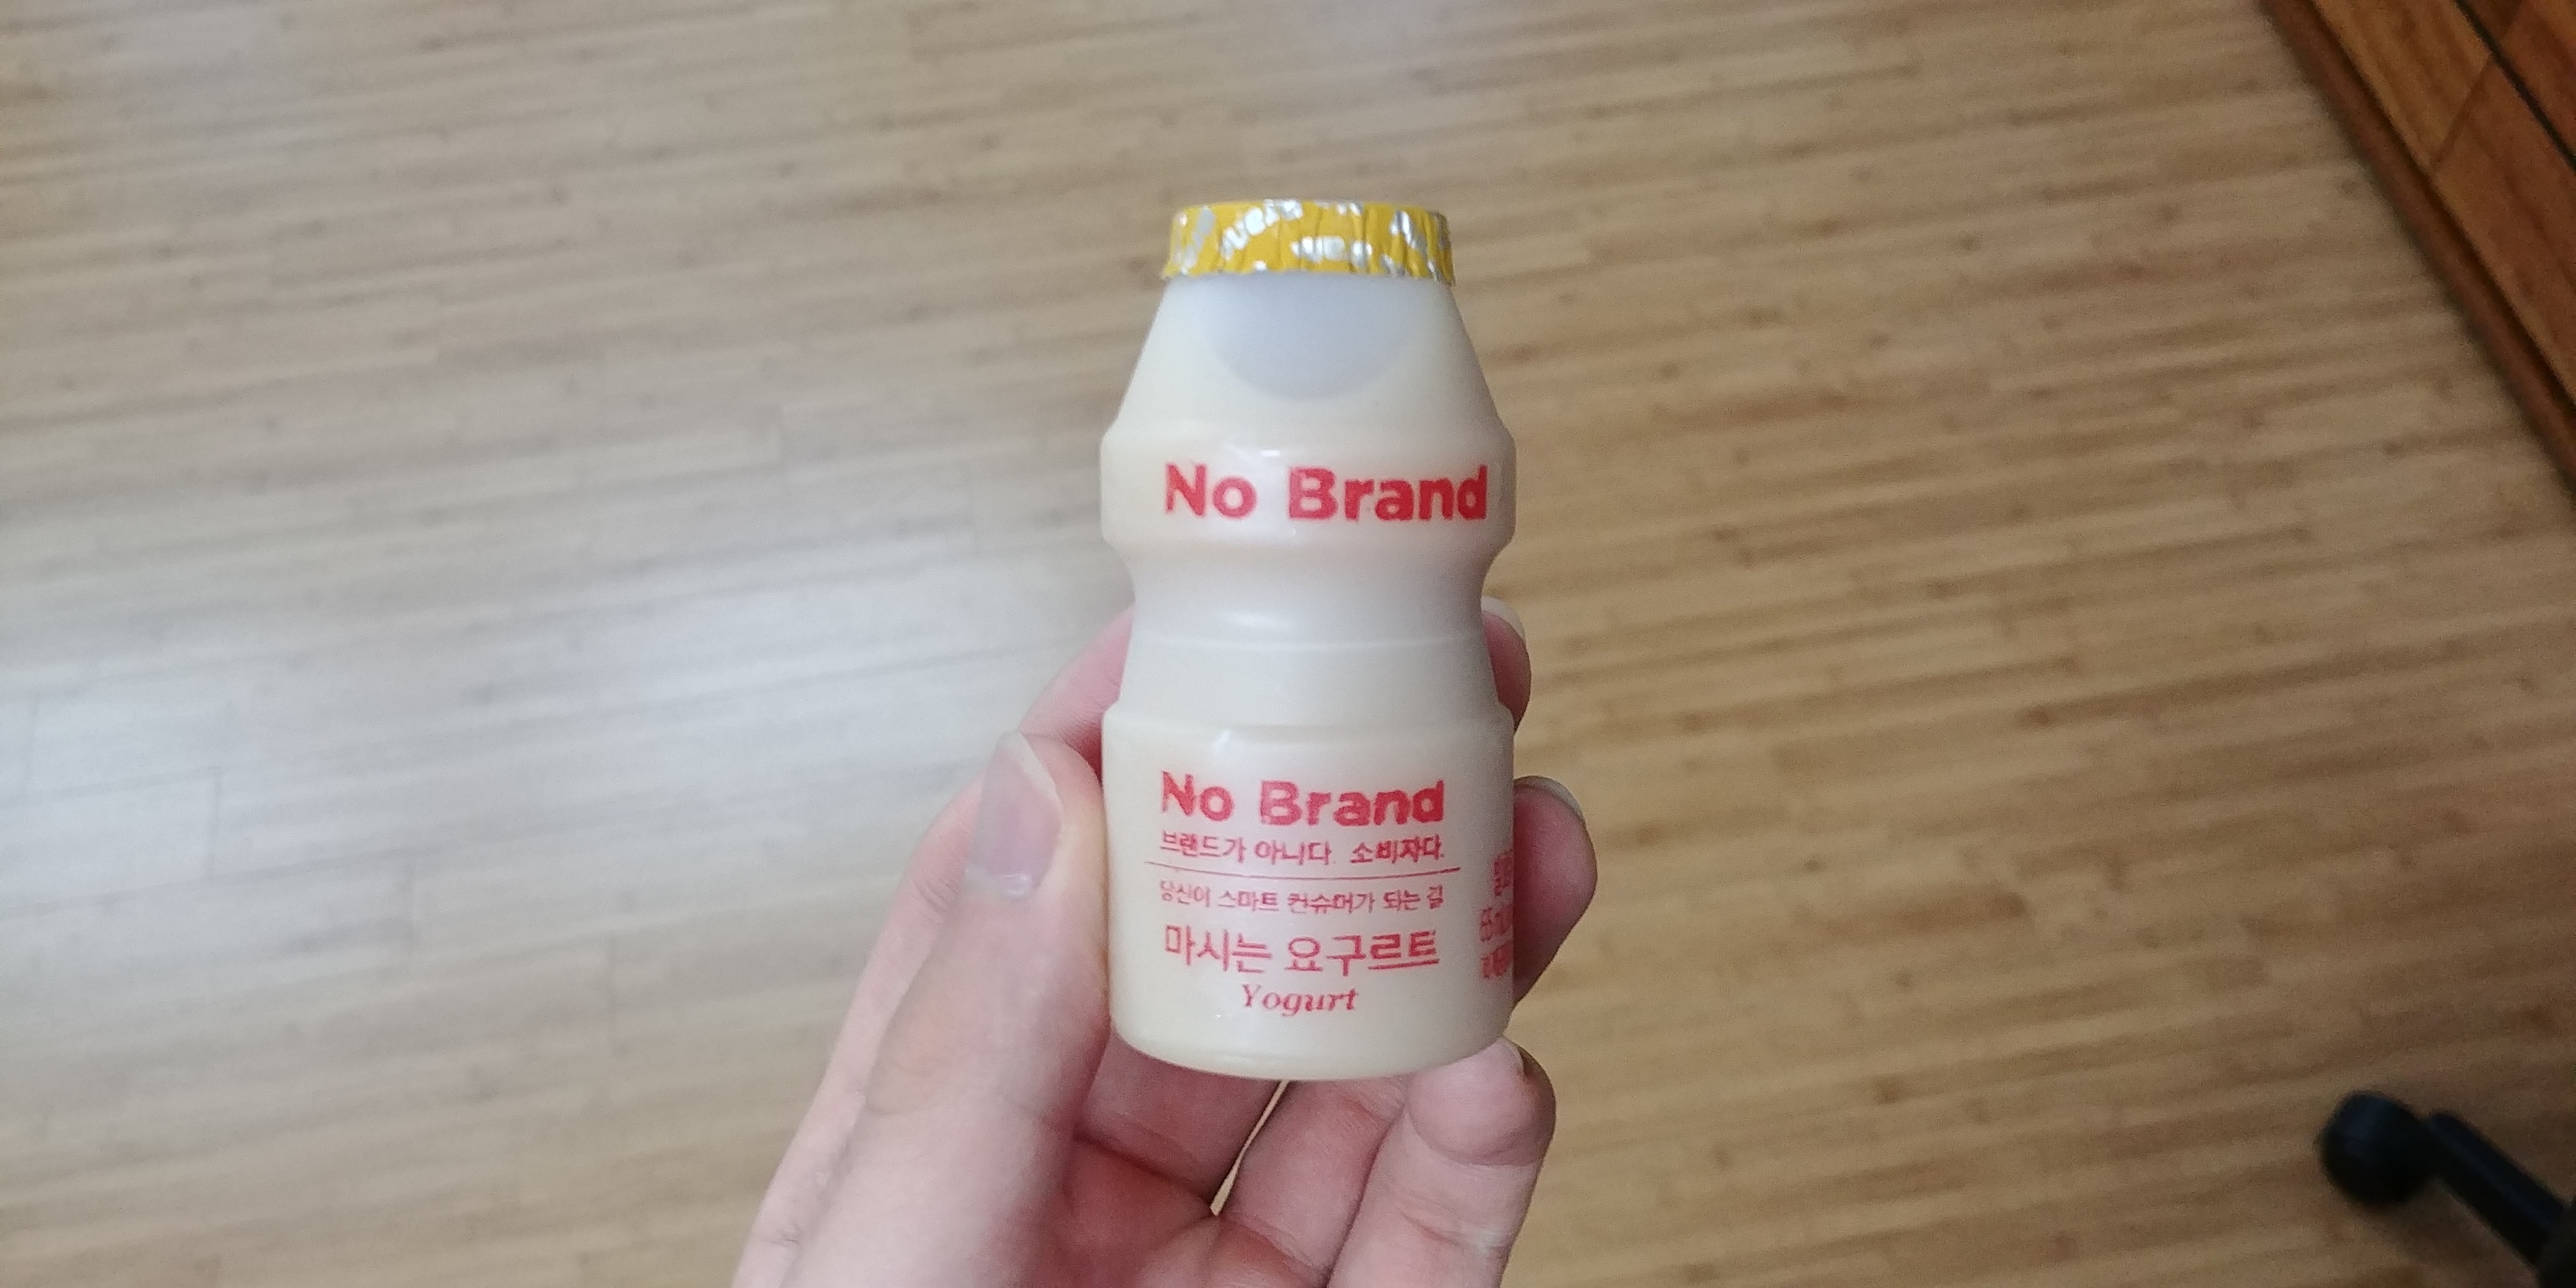 No Brand
No Brand
브랜드가 아니다. 소비자다.
당신이 스마트 컨슈머가 되는 길
마시는 요구르트
Yogurt